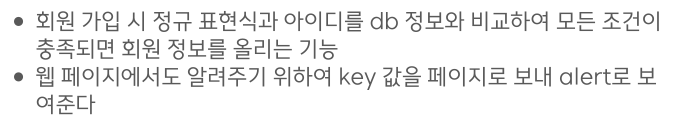 • 회원 가입 시 정규 표현식과 아이디를 db 정보와 비교하여 모든 조건이
충족되면 회원 정보를 올리는 기능
• 웹 페이지에서도 알려주기 위하여 key 값을 페이지로 보내 alert로 보
여준다